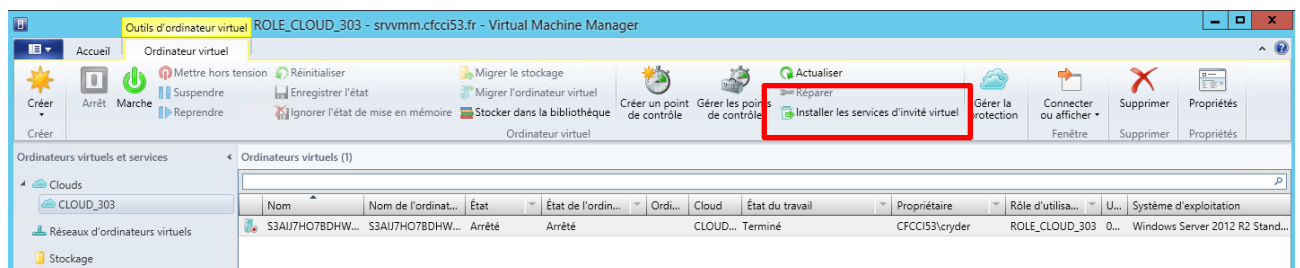 Outils d'ordinateur virtuel ROLE_CLOUD_303 - srvvmm.cfcci53.fr - Virtual Machine Manager
Accueil Ordinateur virtuel
Mettre hors tension Réinitialiser Migrer le stockage Actualiser
Suspendre Enregistrer l'état Migrer l'ordinateur virtuel Réparer
Créer Arrêt Marche Reprendre Ignorer l'état de mise en mémoire Stocker dans la bibliothèque Créer un point de contrôle Gérer les points de contrôle Installer les services d'invité virtuel Gérer la protection Connecter ou afficher Supprimer Propriétés
Créer Ordinateur virtuel Fenêtre Supprimer Propriétés
Ordinateurs virtuels et services Ordinateurs virtuels (1)
Clouds
CLOUD_303 Nom Nom de l'ordinat... État État de l'ordin... Ordi... Cloud État du travail Propriétaire Rôle d'utilisa... U... Système d'exploitation
Réseaux d'ordinateurs virtuels S3AIJ7HO7BDHW... S3AIJ7HO7BDHW... Arrêté Arrêté CLOUD... Terminé CFCCI53\cryder ROLE_CLOUD_303 0... Windows Server 2012 R2 Stand...
Stockage